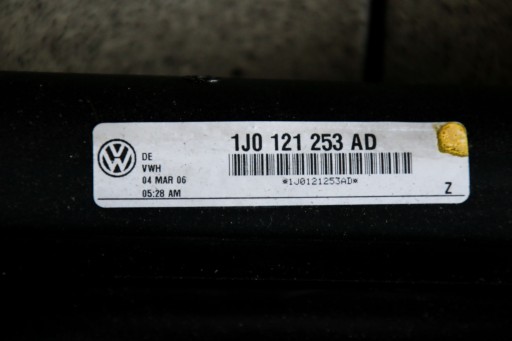 1J0 121 253 AD
DE
VWH
04 MAR 06
05:28 AM
*1J0121253AD*
Z